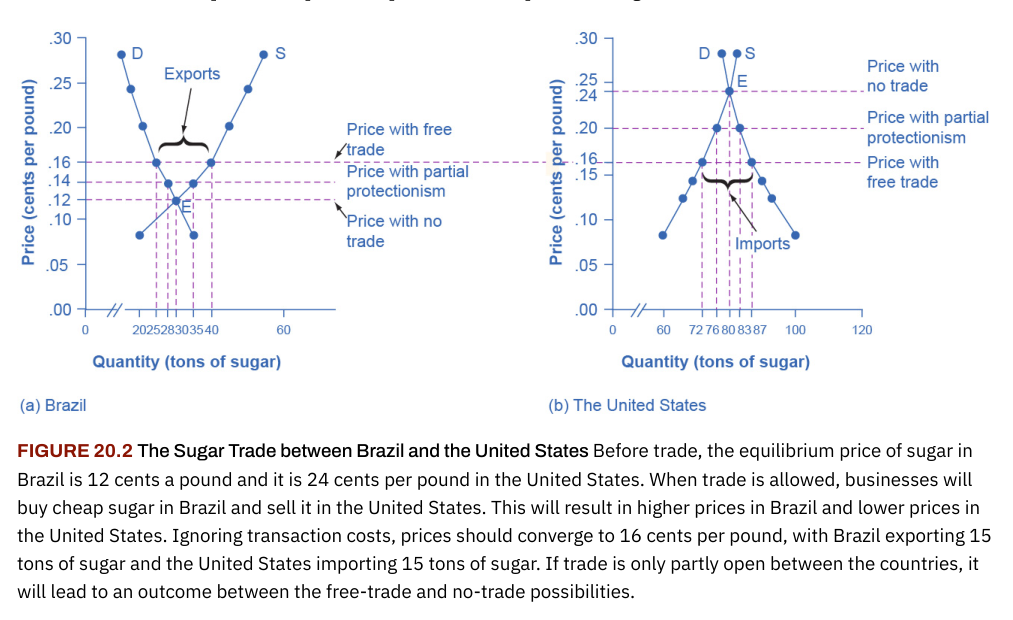 .30
.25
.20
.16
.14
.12
.10
.05
.00
Price (cents per pound)
D
S
Exports
E
Price with free
trade
Price with partial
protectionism
Price with no
trade
0
20 25 28 30 35 40
60
Quantity (tons of sugar)
(a) Brazil
.30
.25
.24
.20
.16
.15
.10
.05
.00
Price (cents per pound)
D
S
E
Price with
no trade
Price with partial
protectionism
Price with
free trade
Imports
0
60
72 76 80 83 87
100
120
Quantity (tons of sugar)
(b) The United States
FIGURE 20.2 The Sugar Trade between Brazil and the United States Before trade, the equilibrium price of sugar in
Brazil is 12 cents a pound and it is 24 cents per pound in the United States. When trade is allowed, businesses will
buy cheap sugar in Brazil and sell it in the United States. This will result in higher prices in Brazil and lower prices in
the United States. Ignoring transaction costs, prices should converge to 16 cents per pound, with Brazil exporting 15
tons of sugar and the United States importing 15 tons of sugar. If trade is only partly open between the countries, it
will lead to an outcome between the free-trade and no-trade possibilities.